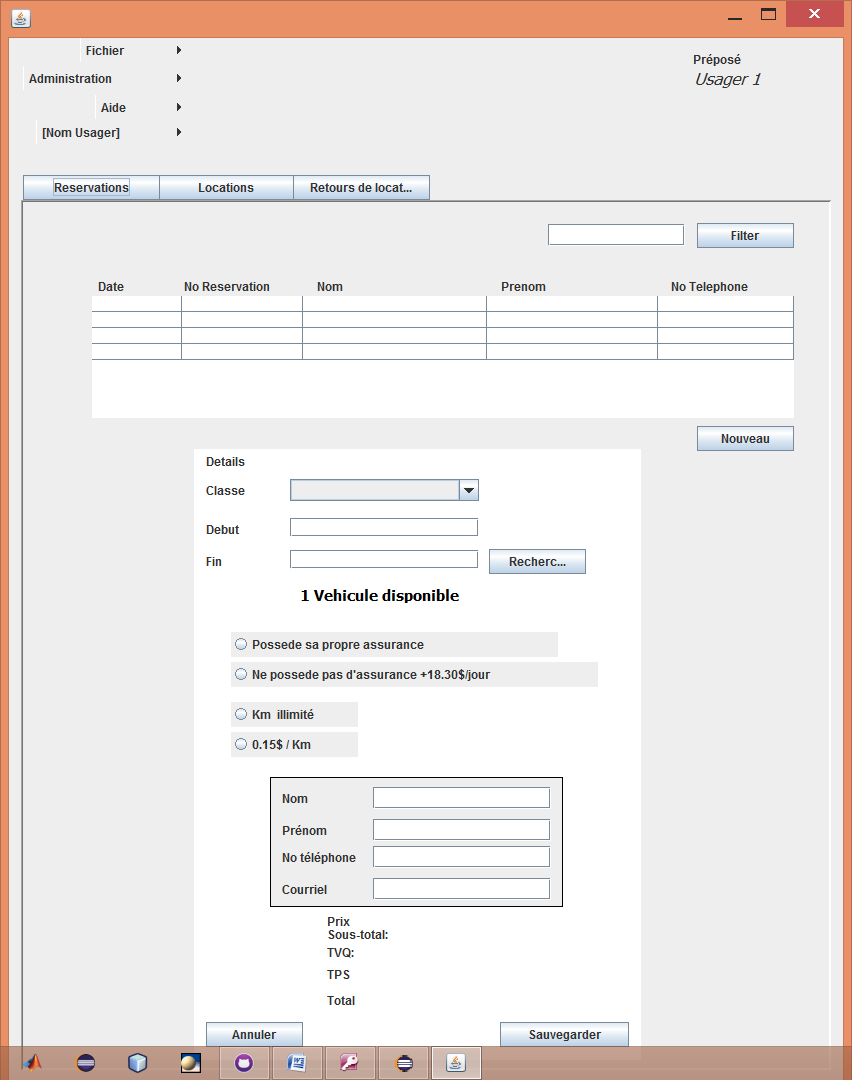 Fichier
Préposé
Administration
Usager 1
Aide
[Nom Usager]
Reservations Locations Retours de locat...
Filter
Date No Reservation Nom Prenom No Telephone
Nouveau
Details
Classe
Debut
Fin Recherc...
1 Vehicule disponible
Possede sa propre assurance
Ne possede pas d'assurance +18.30$/jour
Km illimité
0.15$ / Km
Nom
Prénom
No téléphone
Courriel
Prix
Sous-total:
TVQ:
TPS
Total
Annuler Sauvegarder